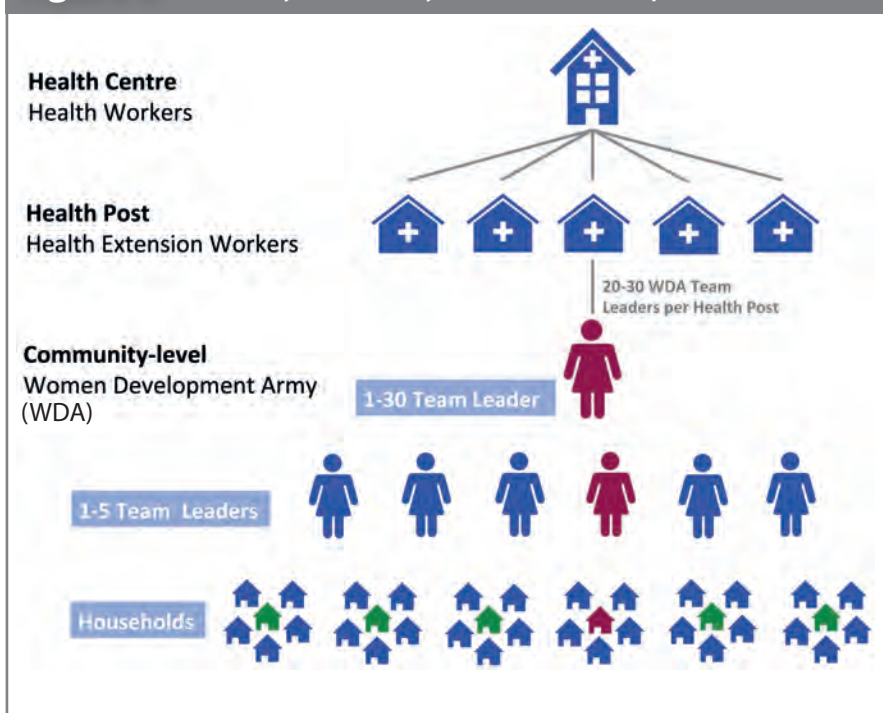 Health Centre
Health Workers
Health Post
Health Extension Workers
20-30 WDA Team
Leaders per Health Post
Community-level
Women Development Army
(WDA)
1-30 Team Leader
1-5 Team Leaders
Households